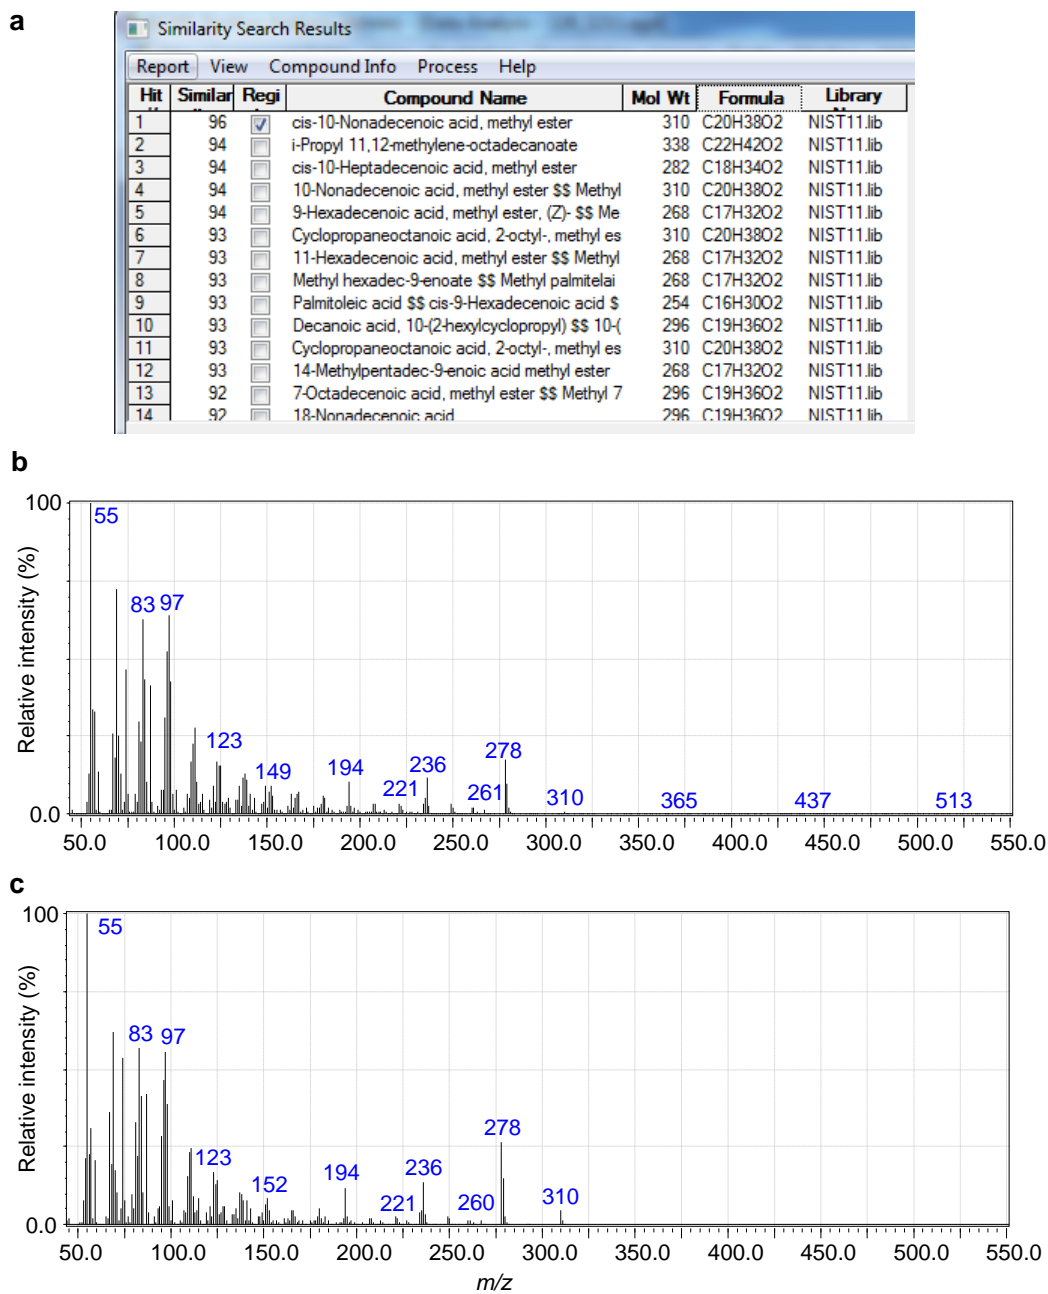 a
Similarity Search Results
Report View Compound Info Process Help
Hit Similar Regi Compound Name Mol Wt Formula Library
1 96 cis-10-Nonadecenoic acid, methyl ester 310 C20H38O2 NIST11.lib
2 94 i-Propyl 11,12-methylene-octadecanoate 338 C22H42O2 NIST11.lib
3 94 cis-10-Heptadecenoic acid, methyl ester 282 C18H34O2 NIST11.lib
4 94 10-Nonadecenoic acid, methyl ester $$ Methyl 310 C20H38O2 NIST11.lib
5 94 9-Hexadecenoic acid, methyl ester, (Z)- $$ Me 268 C17H32O2 NIST11.lib
6 93 Cyclopropaneoctanoic acid, 2-octyl-, methyl es 310 C20H38O2 NIST11.lib
7 93 11-Hexadecenoic acid, methyl ester $$ Methyl 268 C17H32O2 NIST11.lib
8 93 Methyl hexadec-9-enoate $$ Methyl palmitelai 268 C17H32O2 NIST11.lib
9 93 Palmitoleic acid $$ cis-9-Hexadecenoic acid $ 254 C16H30O2 NIST11.lib
10 93 Decanoic acid, 10-(2-hexylcyclopropyl) $$ 10-( 296 C19H36O2 NIST11.lib
11 93 Cyclopropaneoctanoic acid, 2-octyl-, methyl es 310 C20H38O2 NIST11.lib
12 93 14-Methylpentadec-9-enoic acid methyl ester 268 C17H32O2 NIST11.lib
13 92 7-Octadecenoic acid, methyl ester $$ Methyl 7 296 C19H36O2 NIST11.lib
14 92 18-Nonadecenoic acid 296 C19H36O2 NIST11.lib
b
Relative intensity (%)
100
55
83 97
123
149
194
221
236
261
278
310
365
437
513
0.0
50.0 100.0 150.0 200.0 250.0 300.0 350.0 400.0 450.0 500.0 550.0
c
Relative intensity (%)
100
55
83 97
123
152
194
221
236
260
278
310
0.0
50.0 100.0 150.0 200.0 250.0 300.0 350.0 400.0 450.0 500.0 550.0
m/z